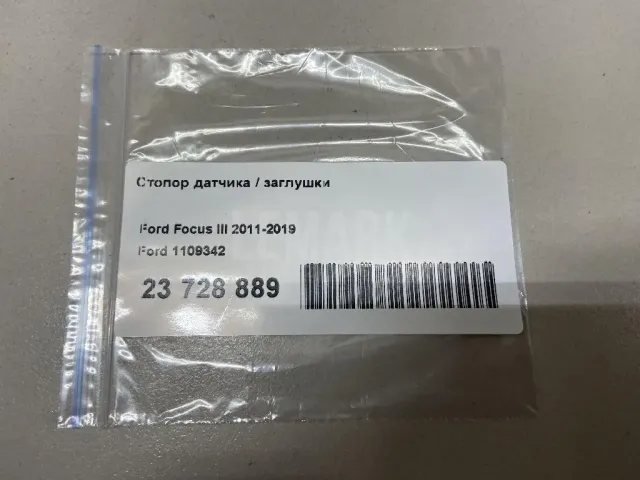 Стопор датчика / заглушки
Ford Focus III 2011-2019
Ford 1109342
23 728 889